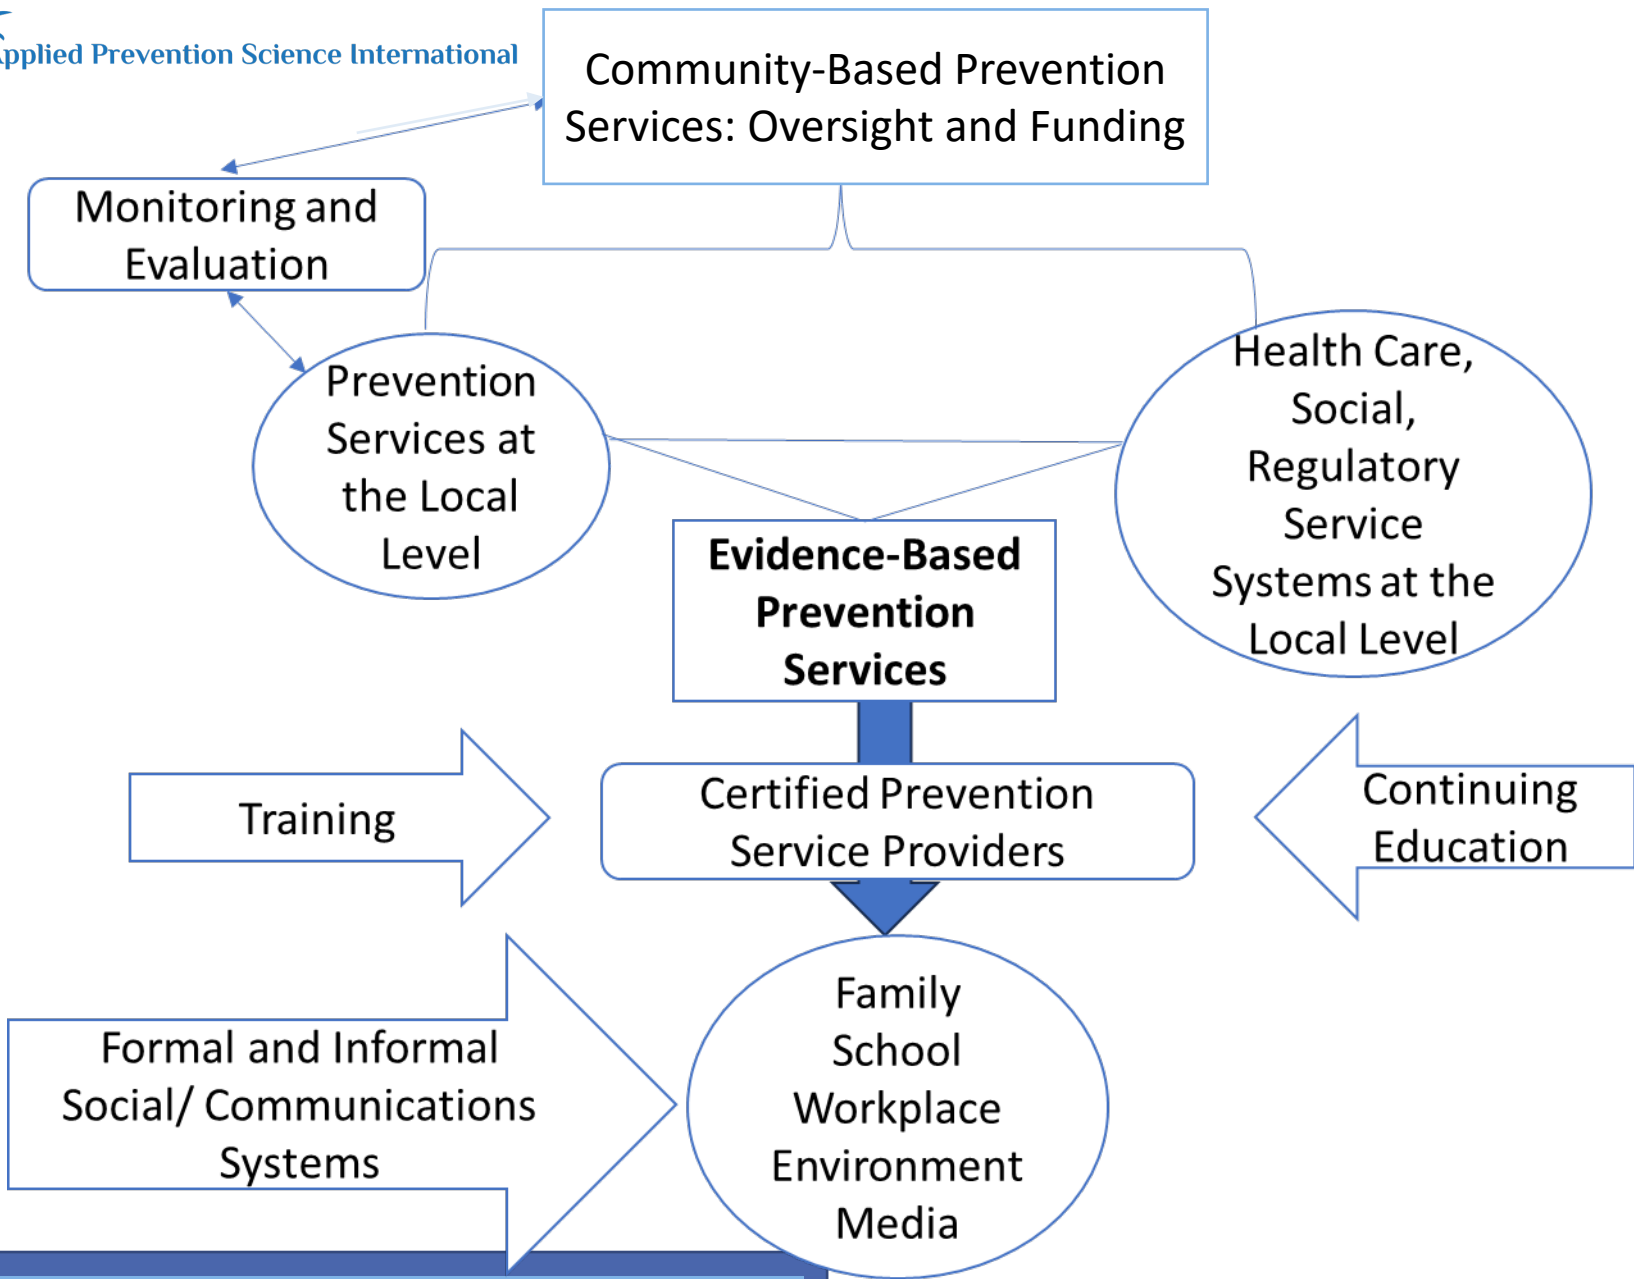 Applied Prevention Science International
Community-Based Prevention
Services: Oversight and Funding
Monitoring and
Evaluation
Prevention
Services at
the Local
Level
Health Care,
Social,
Regulatory
Service
Systems at the
Local Level
Evidence-Based
Prevention
Services
Training
Certified Prevention
Service Providers
Continuing
Education
Formal and Informal
Social/ Communications
Systems
Family
School
Workplace
Environment
Media